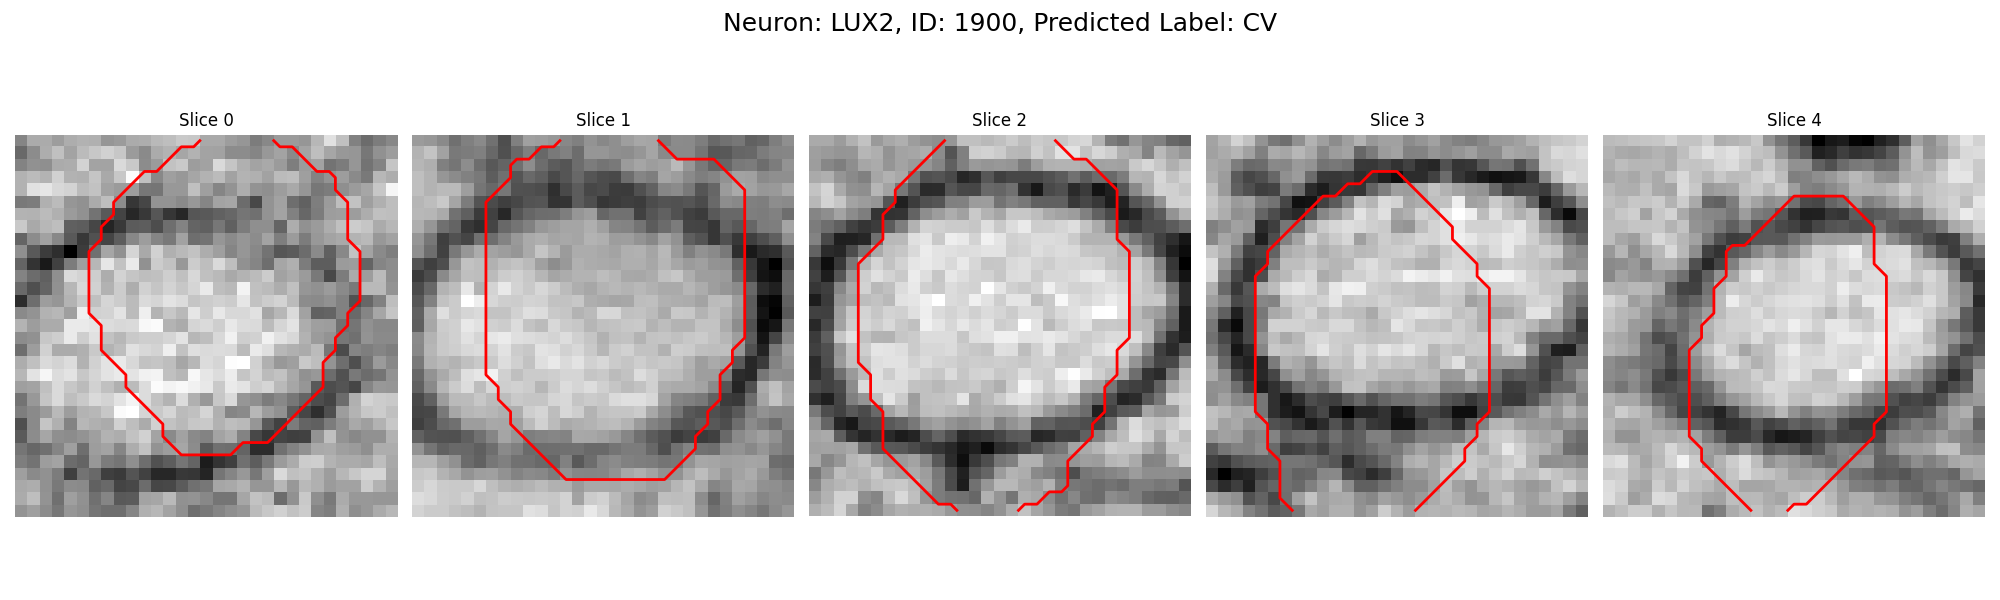 Neuron: LUX2, ID: 1900, Predicted Label: CV
Slice 0
Slice 1
Slice 2
Slice 3
Slice 4